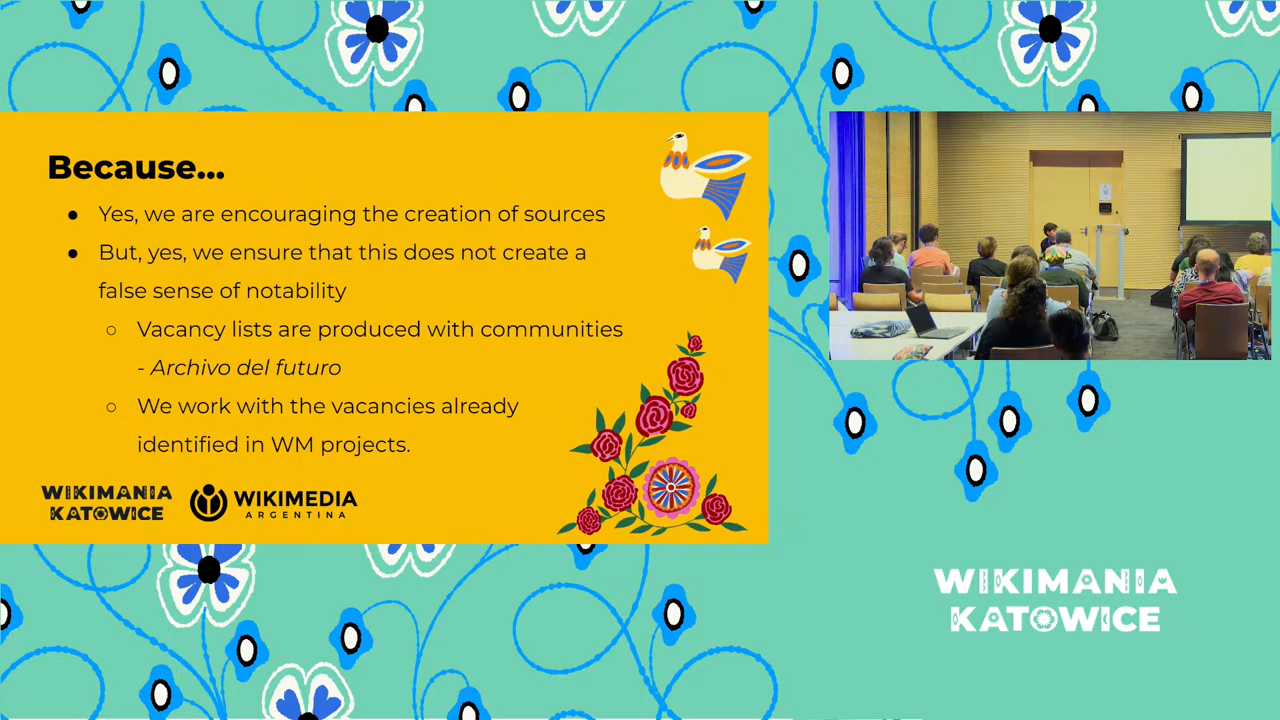 Because...
● Yes, we are encouraging the creation of sources
● But, yes, we ensure that this does not create a
false sense of notability
○ Vacancy lists are produced with communities
- Archivo del futuro
○ We work with the vacancies already
identified in WM projects.
WIKIMANIA
KATOWICE
WIKIMEDIA
ARGENTINA
WIKIMANIA
KATOWICE